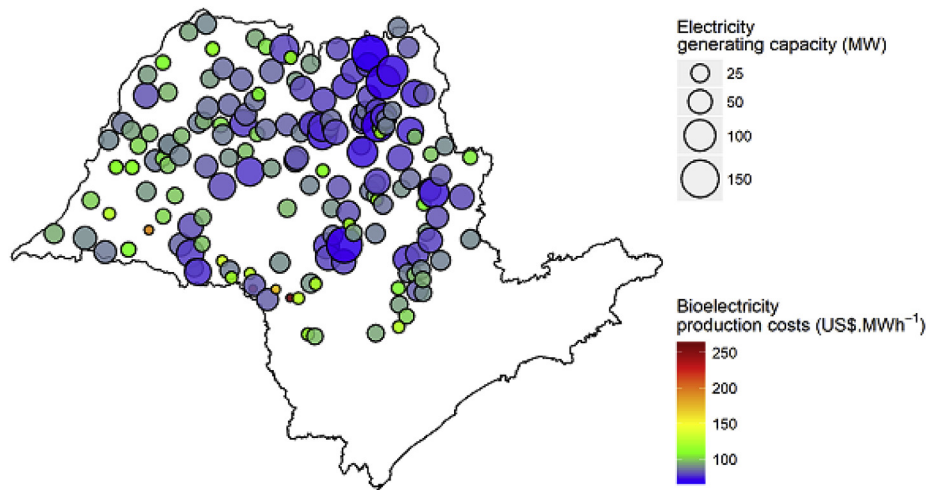 Electricity
generating capacity (MW)
25
50
100
150
Bioelectricity
production costs (US$.MWh⁻¹)
250
200
150
100